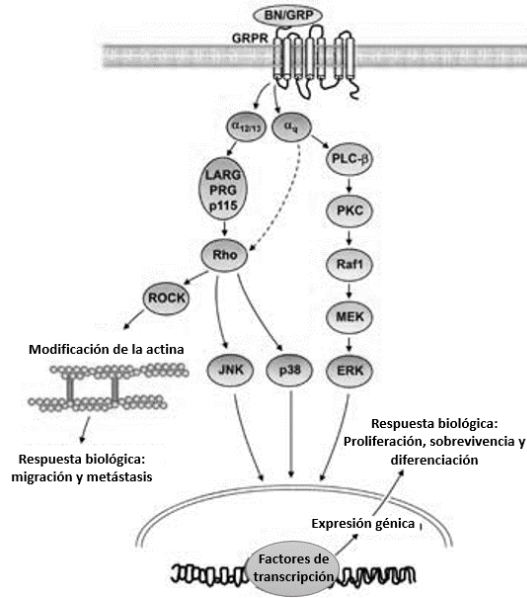 BN/GRP
GRPR
α12/13
αq
PLC-β
LARG
PRG
p115
PKC
Rho
Raf1
ROCK
MEK
Modificación de la actina
JNK
p38
ERK
Respuesta biológica:
migración y metástasis
Respuesta biológica:
Proliferación, sobrevivencia y
diferenciación
Expresión génica
Factores de
transcripción